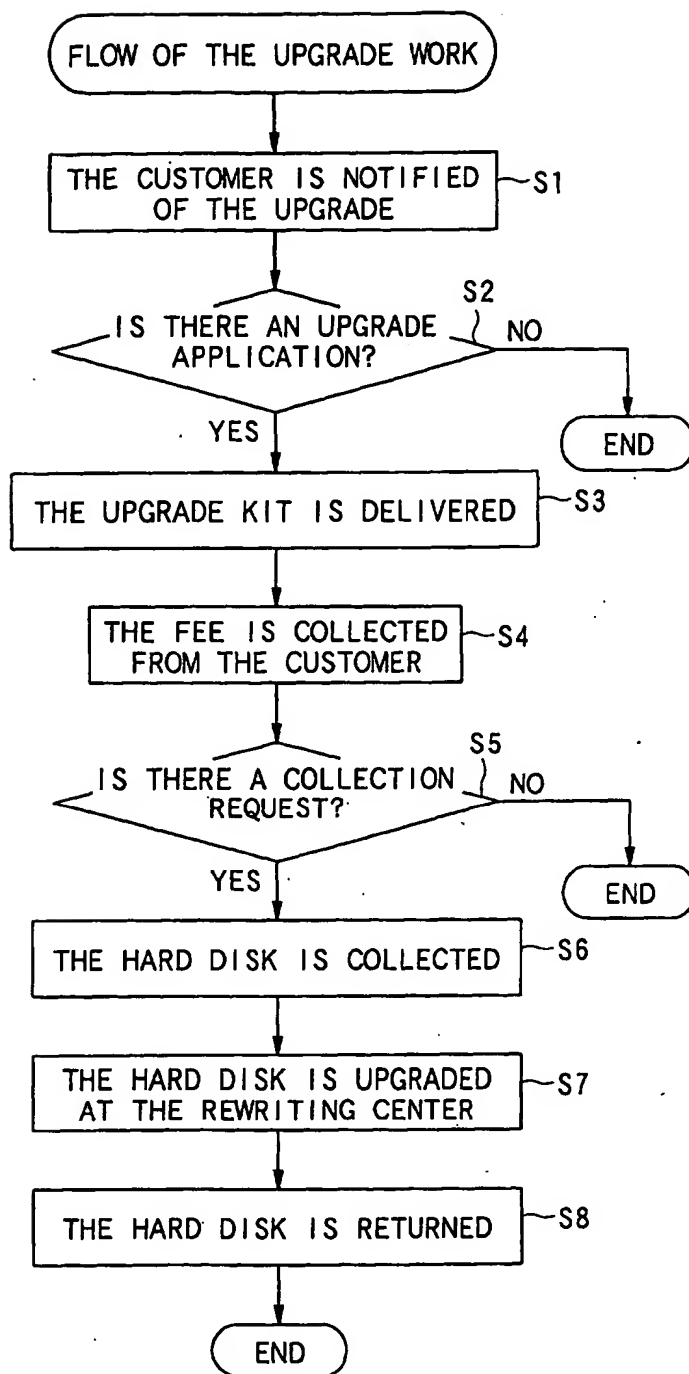 FLOW OF THE UPGRADE WORK
THE CUSTOMER IS NOTIFIED
OF THE UPGRADE
S1
IS THERE AN UPGRADE
APPLICATION?
S2
NO
END
YES
THE UPGRADE KIT IS DELIVERED
S3
THE FEE IS COLLECTED
FROM THE CUSTOMER
S4
IS THERE A COLLECTION
REQUEST?
S5
NO
END
YES
THE HARD DISK IS COLLECTED
S6
THE HARD DISK IS UPGRADED
AT THE REWRITING CENTER
S7
THE HARD DISK IS RETURNED
S8
END